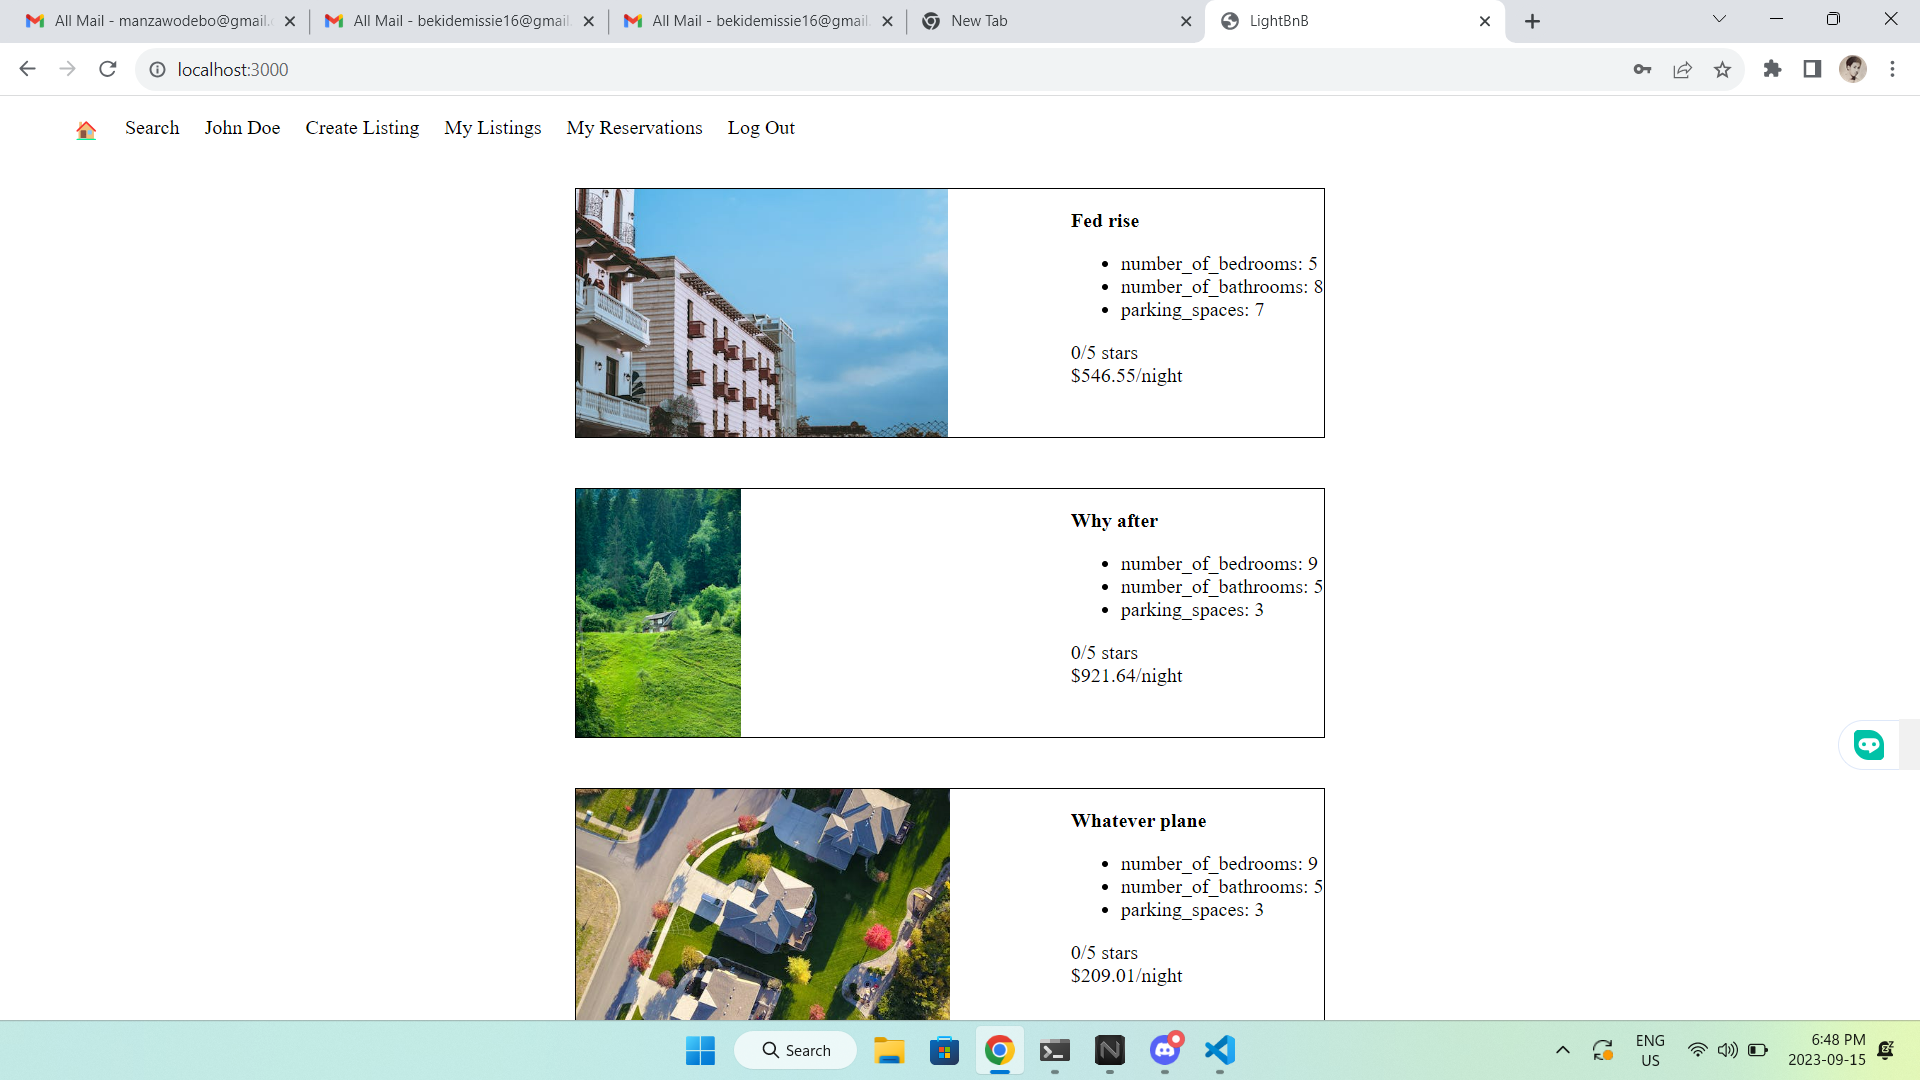 All Mail - manzawodebo@gmail.c
All Mail - bekidemissie16@gmail.
All Mail - bekidemissie16@gmail.
New Tab
LightBnB
localhost:3000
Search John Doe Create Listing My Listings My Reservations Log Out
Fed rise
• number_of_bedrooms: 5
• number_of_bathrooms: 8
• parking_spaces: 7
0/5 stars
$546.55/night
Why after
• number_of_bedrooms: 9
• number_of_bathrooms: 5
• parking_spaces: 3
0/5 stars
$921.64/night
Whatever plane
• number_of_bedrooms: 9
• number_of_bathrooms: 5
• parking_spaces: 3
0/5 stars
$209.01/night
Search
ENG
US
6:48 PM
2023-09-15